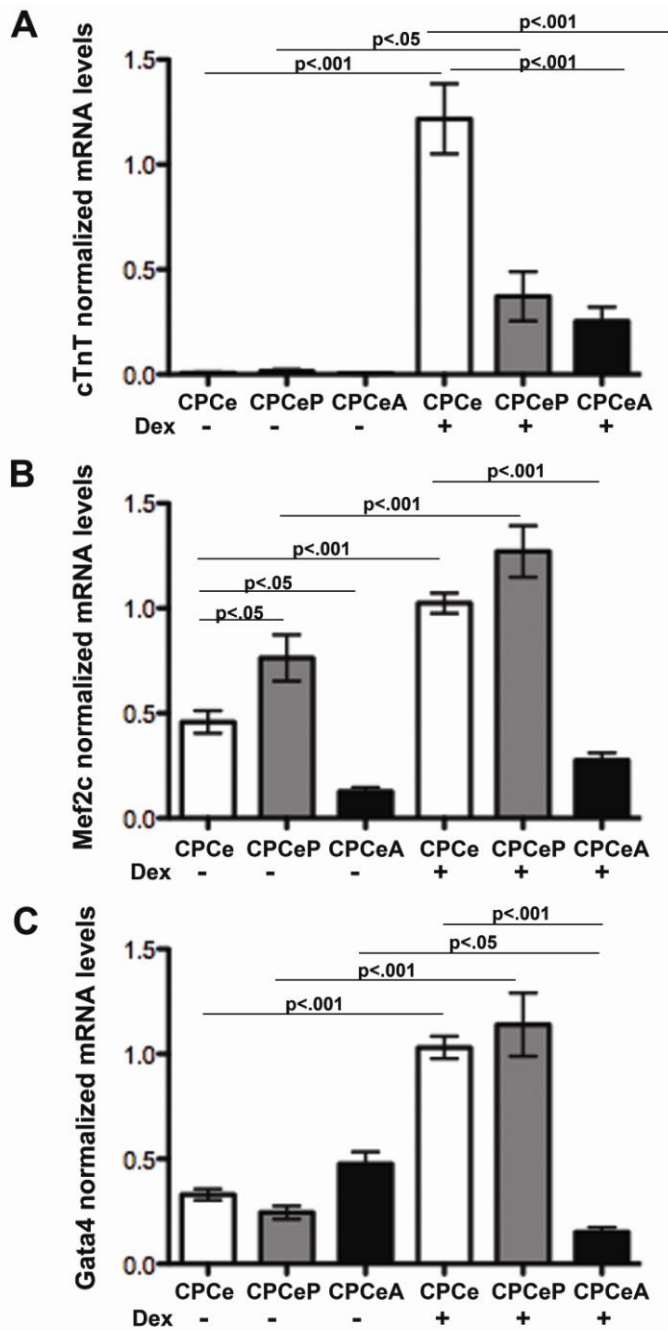 A
p<.001
p<.05
p<.001 p<.001
cTnT normalized mRNA levels
1.5
1.0
0.5
0.0
CPCe CPCeP CPCeA CPCe CPCeP CPCeA
Dex - - - + + +
B
p<.001
p<.001
p<.001
p<.05
p<.05
Mef2c normalized mRNA levels
1.5
1.0
0.5
0.0
CPCe CPCeP CPCeA CPCe CPCeP CPCeA
Dex - - - + + +
C
p<.001
p<.05
p<.001
p<.001
Gata4 normalized mRNA levels
1.5
1.0
0.5
0.0
CPCe CPCeP CPCeA CPCe CPCeP CPCeA
Dex - - - + + +